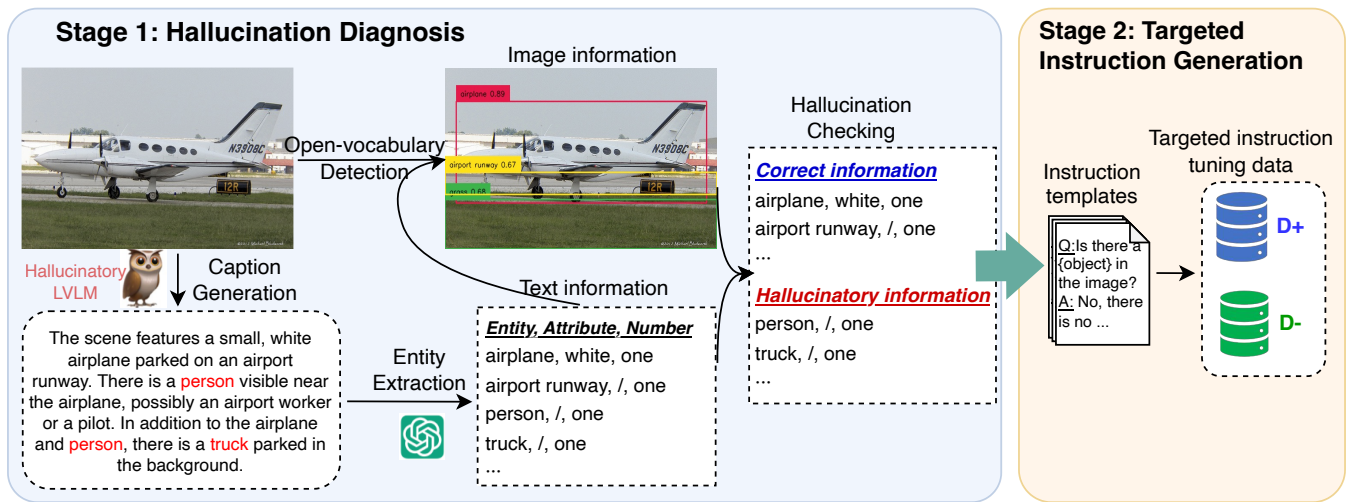 Stage 1: Hallucination Diagnosis
Image information
N3908C
12R
Open-vocabulary
Detection
airplane 0.89
N3908C
airport runway 0.67
grass 0.68
12R
Hallucinatory
LVLM
Caption
Generation
The scene features a small, white
airplane parked on an airport
runway. There is a person visible near
the airplane, possibly an airport worker
or a pilot. In addition to the airplane
and person, there is a truck parked in
the background.
Entity
Extraction
Text information
Entity, Attribute, Number
airplane, white, one
airport runway, /, one
person, /, one
truck, /, one
...
Hallucination
Checking
Correct information
airplane, white, one
airport runway, /, one
...
Hallucinatory information
person, /, one
truck, /, one
...
Stage 2: Targeted
Instruction Generation
Instruction
templates
Q:Is there a
{object} in
the image?
A: No, there
is no ...
Targeted instruction
tuning data
D+
D-